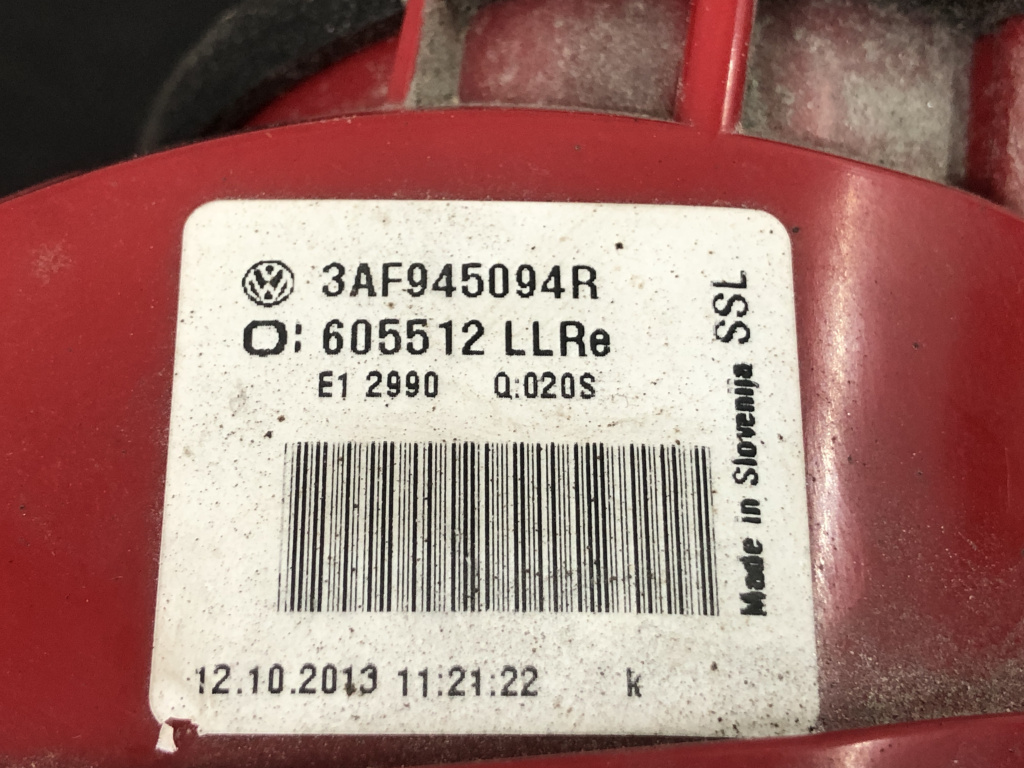 3AF945094R
O: 605512 LLRe
E1 2990 Q:020S
12.10.2013 11:21:22 k
Made in Slovenija SSL